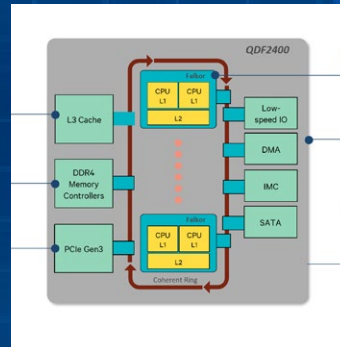 QDF2400
Falkor
CPU L1
CPU L1
L2
L3 Cache
Low-
speed IO
DDR4
Memory
Controllers
DMA
IMC
PCIe Gen3
SATA
Falkor
CPU L1
CPU L1
L2
Coherent Ring